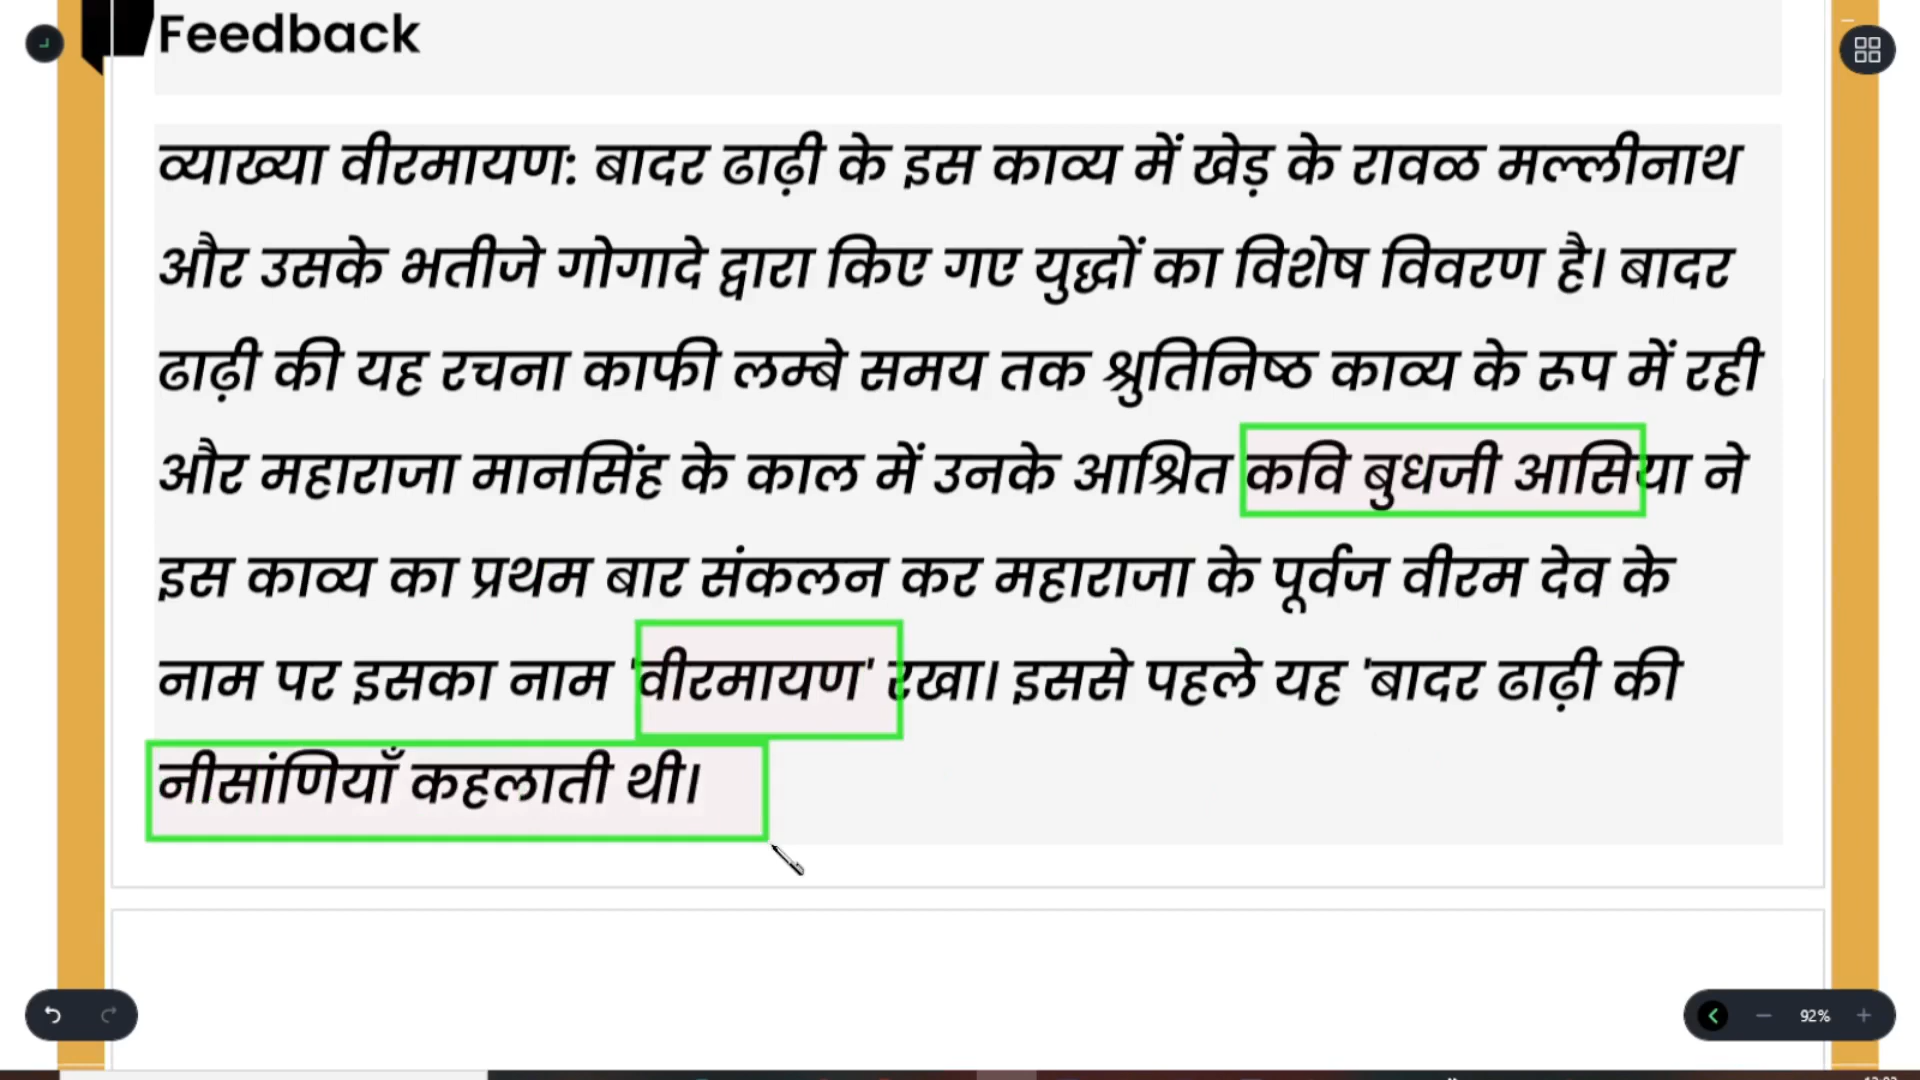 Feedback
व्याख्या वीरमायण: बादर ढाढ़ी के इस काव्य में खेड़ के रावळ मल्लीनाथ
और उसके भतीजे गोगादे द्वारा किए गए युद्धों का विशेष विवरण है। बादर
ढाढ़ी की यह रचना काफी लम्बे समय तक श्रुतिनिष्ठ काव्य के रूप में रही
और महाराजा मानसिंह के काल में उनके आश्रित कवि बुधजी आसिया ने
इस काव्य का प्रथम बार संकलन कर महाराजा के पूर्वज वीरम देव के
नाम पर इसका नाम 'वीरमायण' रखा। इससे पहले यह 'बादर ढाढ़ी की
नीसांणियाँ कहलाती थी।
92%